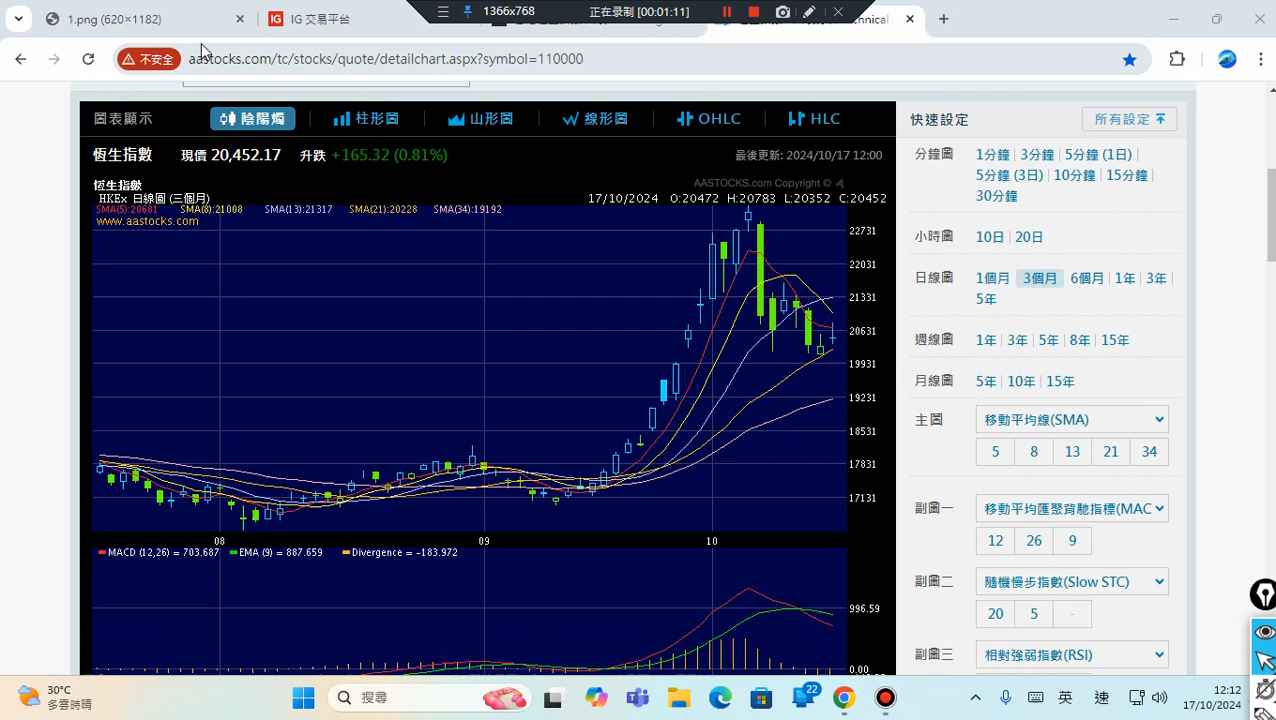 1.png (620×1182)
IG IG 交易平台
1366x768
正在录制 [00:01:11]
不安全
aastocks.com/tc/stocks/quote/detailchart.aspx?symbol=110000
圖表顯示
陰陽燭
柱形圖
山形圖
線形圖
OHLC
HLC
恆生指數 現價 20,452.17 升跌 +165.32 (0.81%)
最後更新: 2024/10/17 12:00
恆生指數
AASTOCKS.com Copyright ©
HKEx 日線圖 (三個月)
17/10/2024 O:20472 H:20783 L:20352 C:20452
SMA(5):20681 SMA(8):21008 SMA(13):21317 SMA(21):20228 SMA(34):19192
www.aastocks.com
22731
22031
21331
20631
19931
19231
18531
17831
17131
08 09 10
MACD (12,26) = 703.687 EMA (9) = 887.659 Divergence = -183.972
996.59
0.00
快速設定
所有設定
分鐘圖
1分鐘 | 3分鐘 | 5分鐘 (1日) |
5分鐘 (3日) | 10分鐘 | 15分鐘 |
30分鐘
小時圖
10日 | 20日
日線圖
1個月 3個月 6個月 | 1年 | 3年 |
5年
週線圖
1年 | 3年 | 5年 | 8年 | 15年
月線圖
5年 | 10年 | 15年
主圖
移動平均線(SMA)
5 8 13 21 34
副圖一
移動平均匯聚背馳指標(MAC
12 26 9
副圖二
隨機慢步指數(Slow STC)
20 5 -
副圖三
相對強弱指數(RSI)
30°C
多雲時晴
搜尋
22
英
速
12:12
17/10/2024